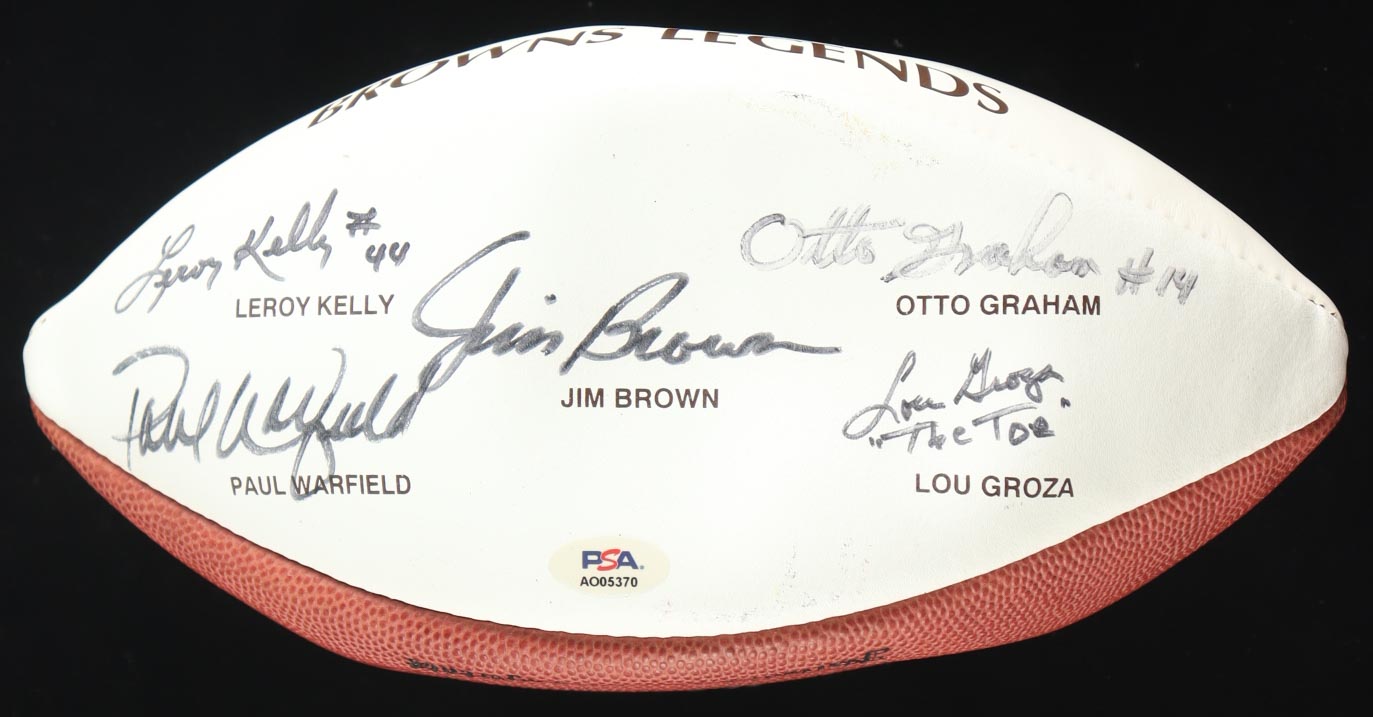 BROWNS LEGENDS
Leroy Kelly #44
LEROY KELLY
Otto Graham #14
OTTO GRAHAM
Jim Brown
JIM BROWN
Paul Warfield
PAUL WARFIELD
Lou Groza
"The Toe"
LOU GROZA
PSA
AO05370